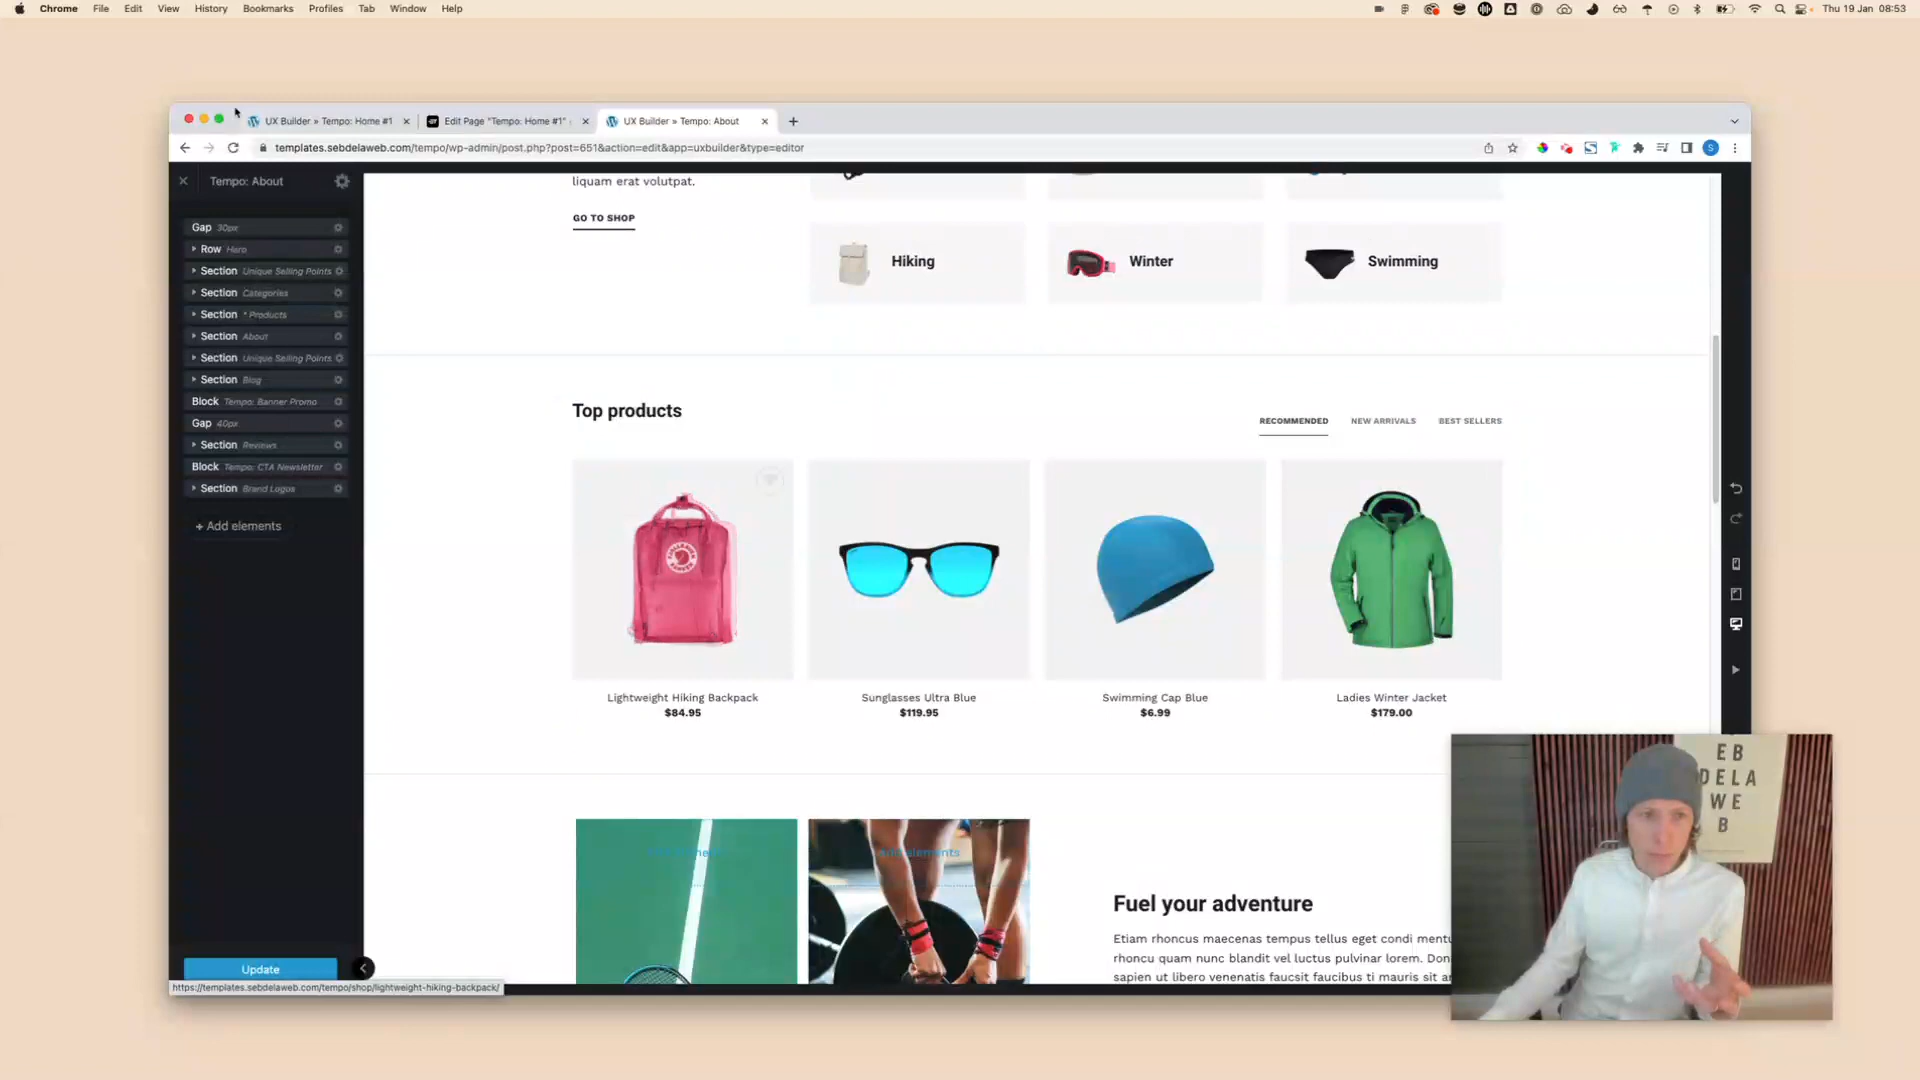 Chrome File Edit View History Bookmarks Profiles Tab Window Help
Thu 19 Jan 08:53
UX Builder » Tempo: Home #1
Edit Page "Tempo: Home #1"
UX Builder » Tempo: About
templates.sebdelaweb.com/tempo/wp-admin/post.php?post=651&action=edit&app=uxbuilder&type=editor
S
Tempo: About
Gap 30px
Row Hero
Section Unique Selling Points
Section Categories
Section * Products
Section About
Section Unique Selling Points
Section Blog
Block Tempo: Banner Promo
Gap 40px
Section Reviews
Block Tempo: CTA Newsletter
Section Brand Logos
+ Add elements
Update
https://templates.sebdelaweb.com/tempo/shop/lightweight-hiking-backpack/
liquam erat volutpat.
GO TO SHOP
Hiking
Winter
Swimming
Top products
RECOMMENDED NEW ARRIVALS BEST SELLERS
Lightweight Hiking Backpack
$84.95
Sunglasses Ultra Blue
$119.95
Swimming Cap Blue
$6.99
Ladies Winter Jacket
$179.00
add elements
Fuel your adventure
Etiam rhoncus maecenas tempus tellus eget condi
rhoncu quam nunc blandit vel luctus pulvinar lorem.
sapien ut libero venenatis faucsit faucibus ti mauris sit
EB
DELA
WE
B